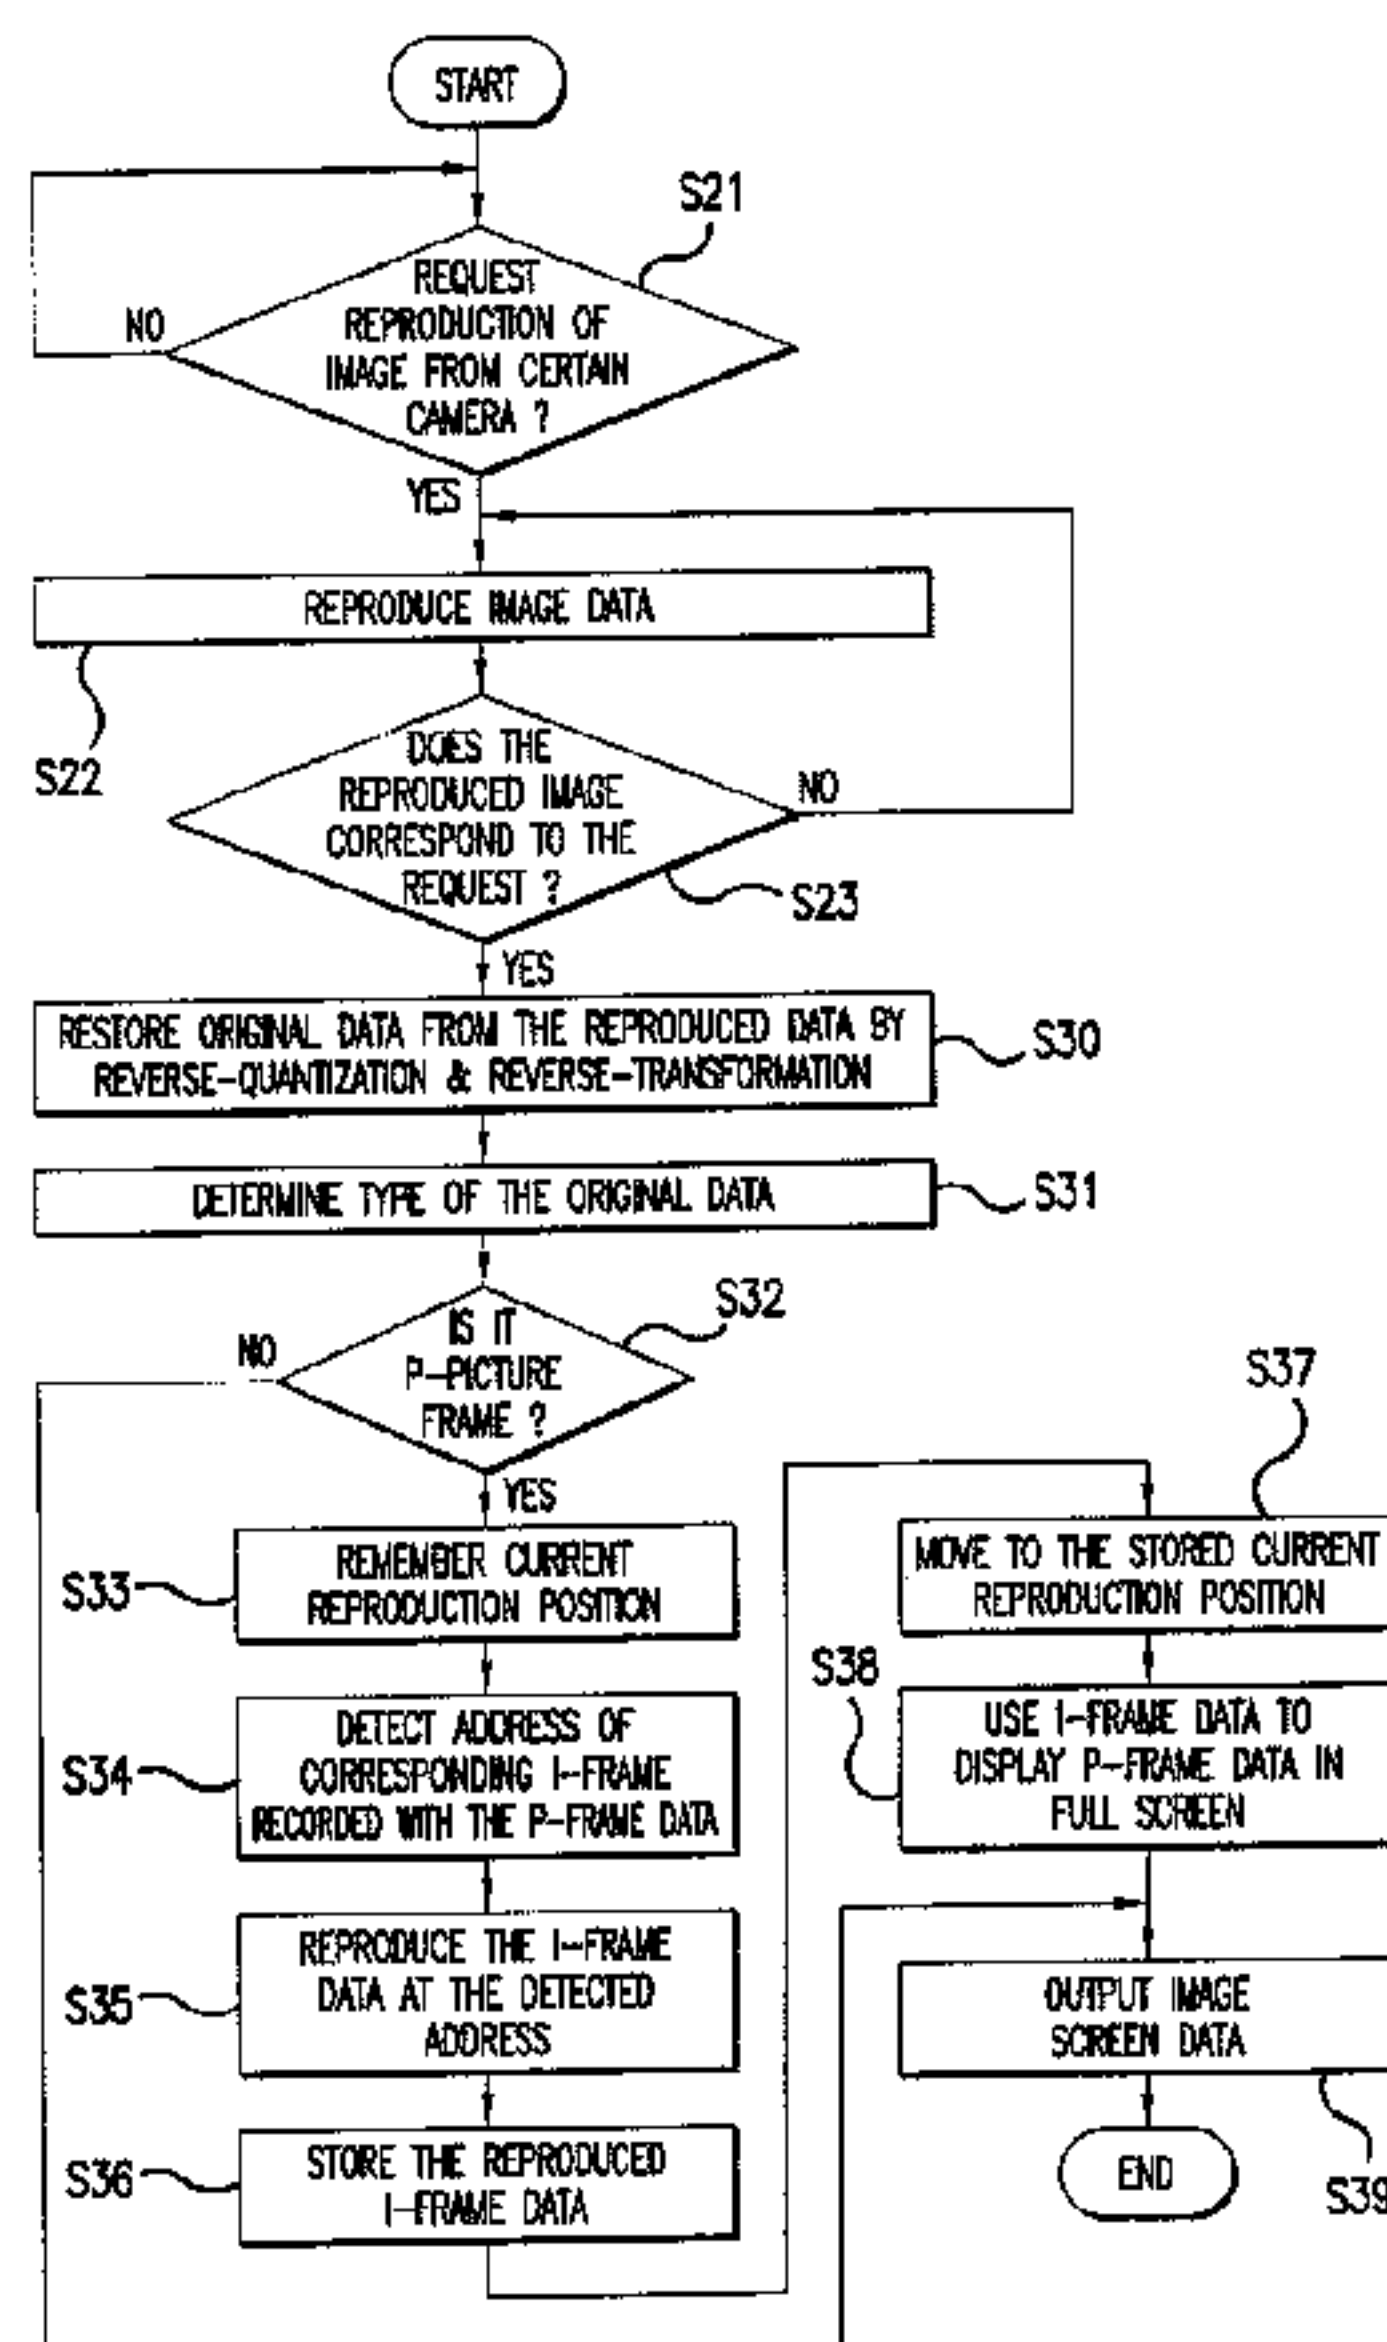 START
S21
REQUEST
REPRODUCTION OF
IMAGE FROM CERTAIN
CAMERA ?
NO
YES
REPRODUCE IMAGE DATA
S22
DOES THE
REPRODUCED IMAGE
CORRESPOND TO THE
REQUEST ?
NO
S23
YES
RESTORE ORIGINAL DATA FROM THE REPRODUCED DATA BY
REVERSE-QUANTIZATION & REVERSE-TRANSFORMATION
S30
DETERMINE TYPE OF THE ORIGINAL DATA
S31
S32
IS IT
P-PICTURE
FRAME ?
NO
YES
REMEMBER CURRENT
REPRODUCTION POSITION
S33
DETECT ADDRESS OF
CORRESPONDING I-FRAME
RECORDED WITH THE P-FRAME DATA
S34
REPRODUCE THE I-FRAME
DATA AT THE DETECTED
ADDRESS
S35
STORE THE REPRODUCED
I-FRAME DATA
S36
S37
MOVE TO THE STORED CURRENT
REPRODUCTION POSITION
S38
USE I-FRAME DATA TO
DISPLAY P-FRAME DATA IN
FULL SCREEN
OUTPUT IMAGE
SCREEN DATA
END
S39